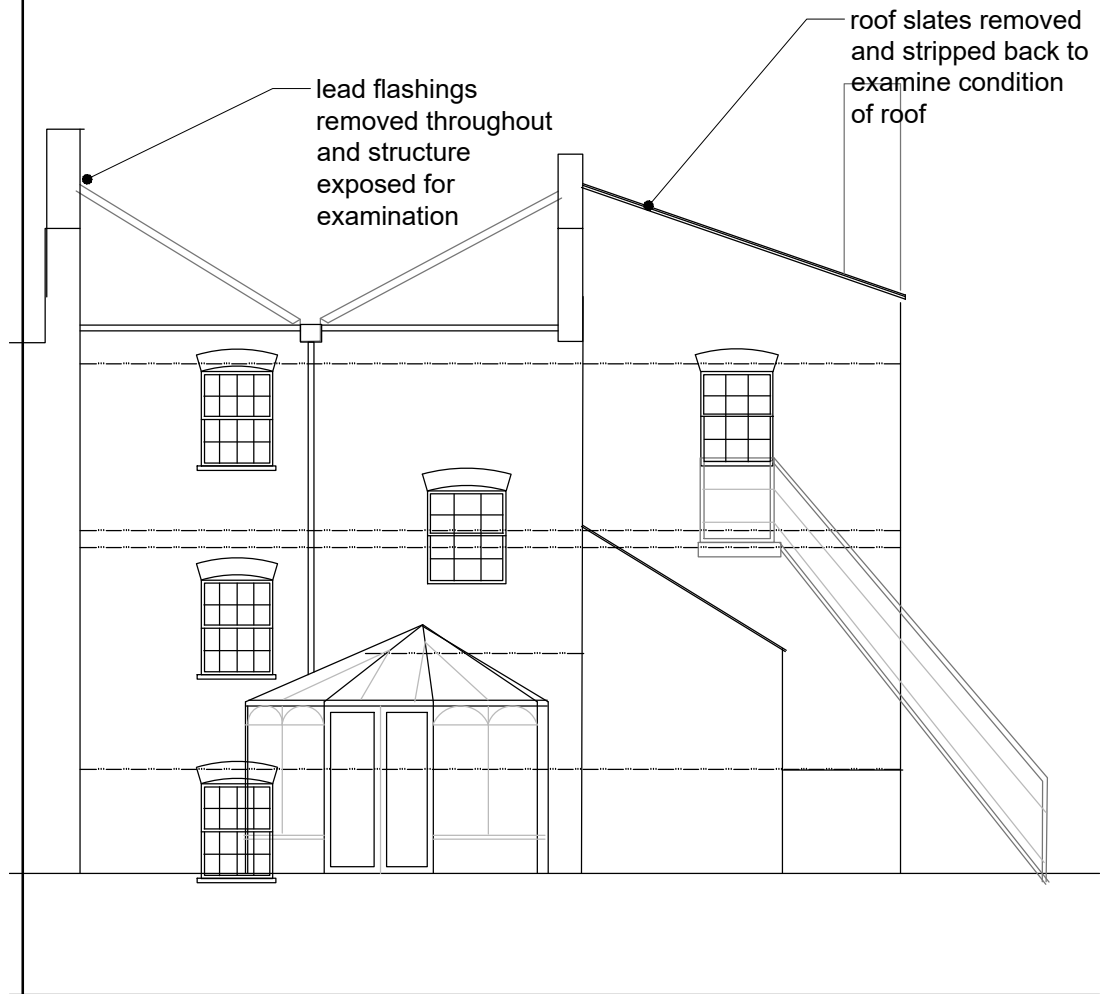 lead flashings
removed throughout
and structure
exposed for
examination
roof slates removed
and stripped back to
examine condition
of roof